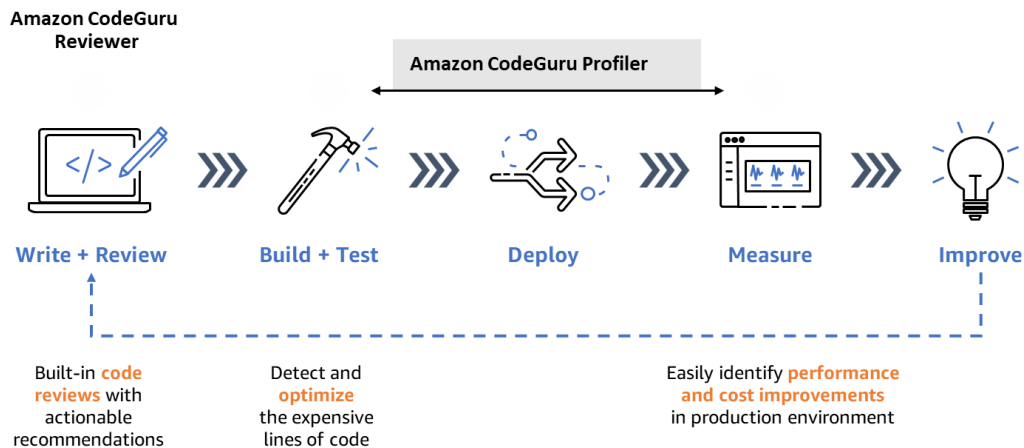 Amazon CodeGuru
Reviewer
Amazon CodeGuru Profiler
</>
Write + Review
Build + Test
Deploy
Measure
Improve
Built-in code
reviews with
actionable
recommendations
Detect and
optimize
the expensive
lines of code
Easily identify performance
and cost improvements
in production environment